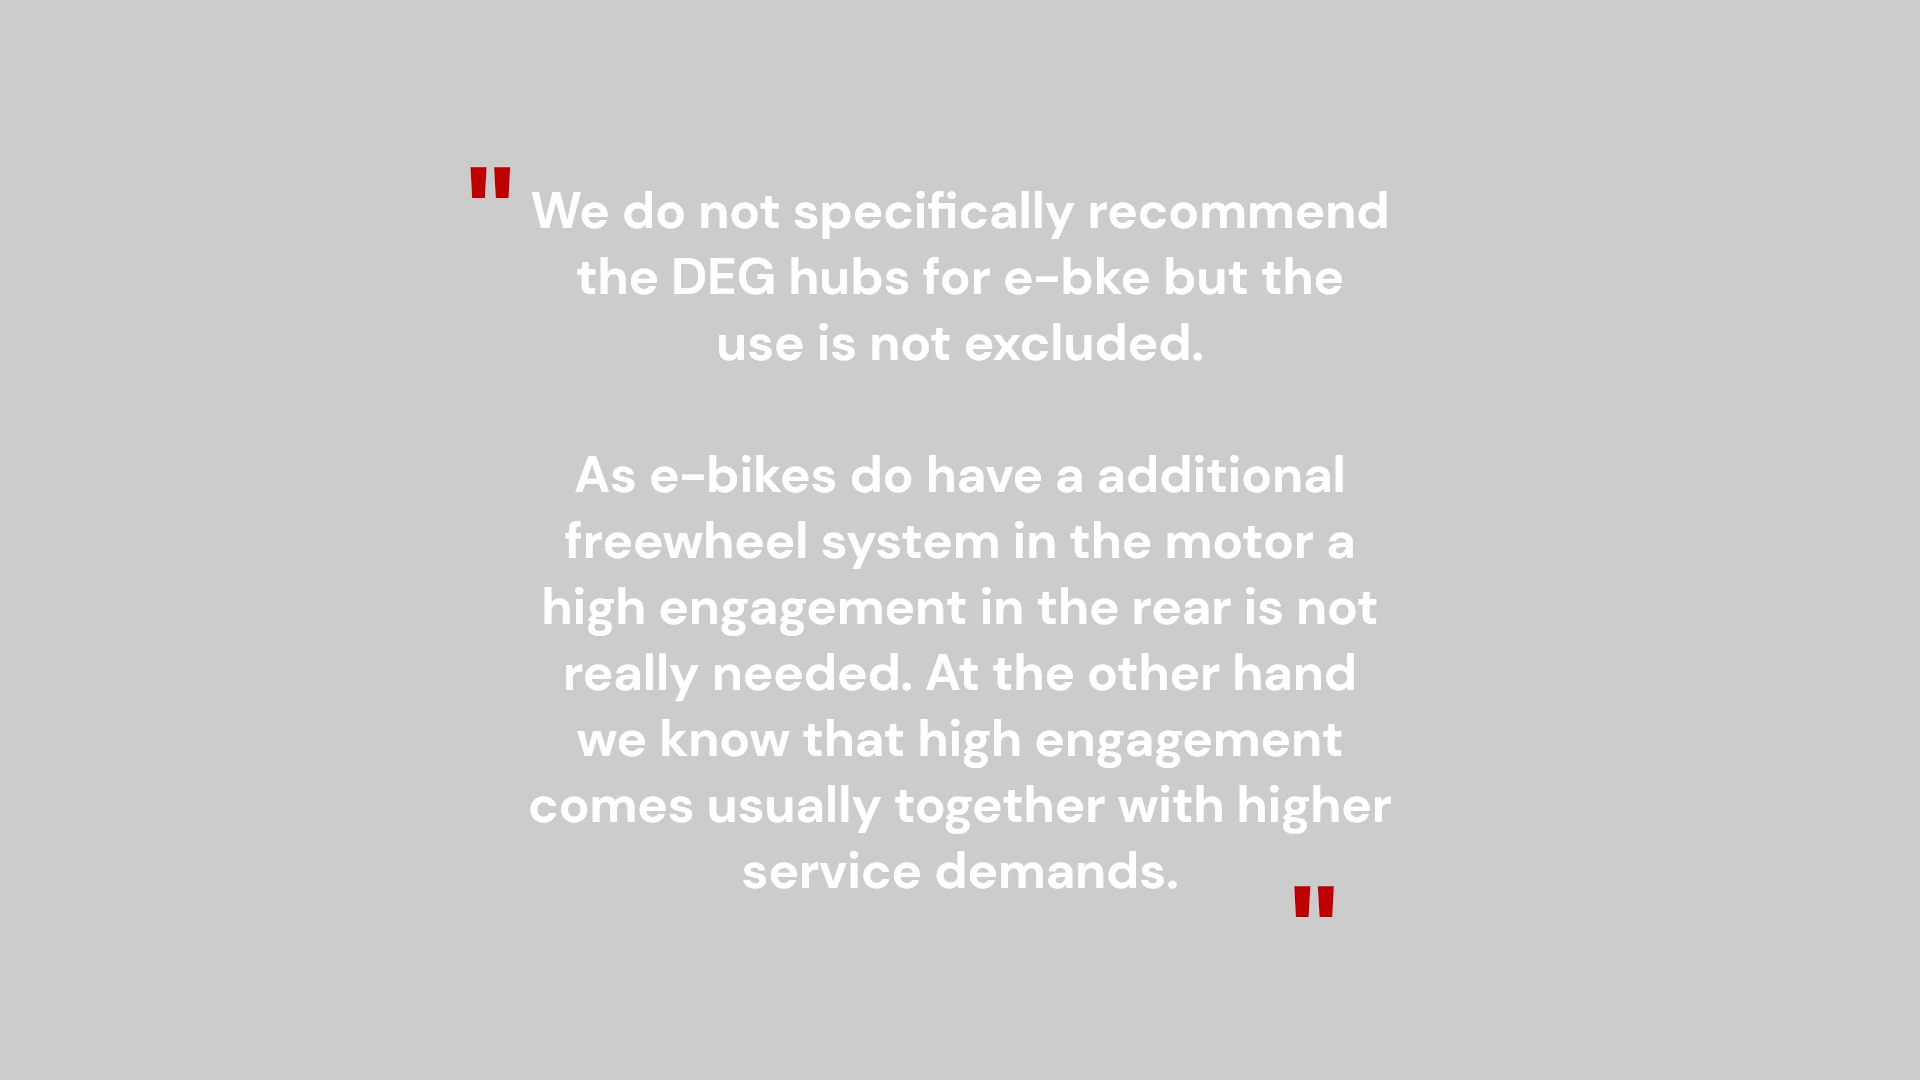 " We do not specifically recommend
the DEG hubs for e-bke but the
use is not excluded.
As e-bikes do have a additional
freewheel system in the motor a
high engagement in the rear is not
really needed. At the other hand
we know that high engagement
comes usually together with higher
service demands.
"